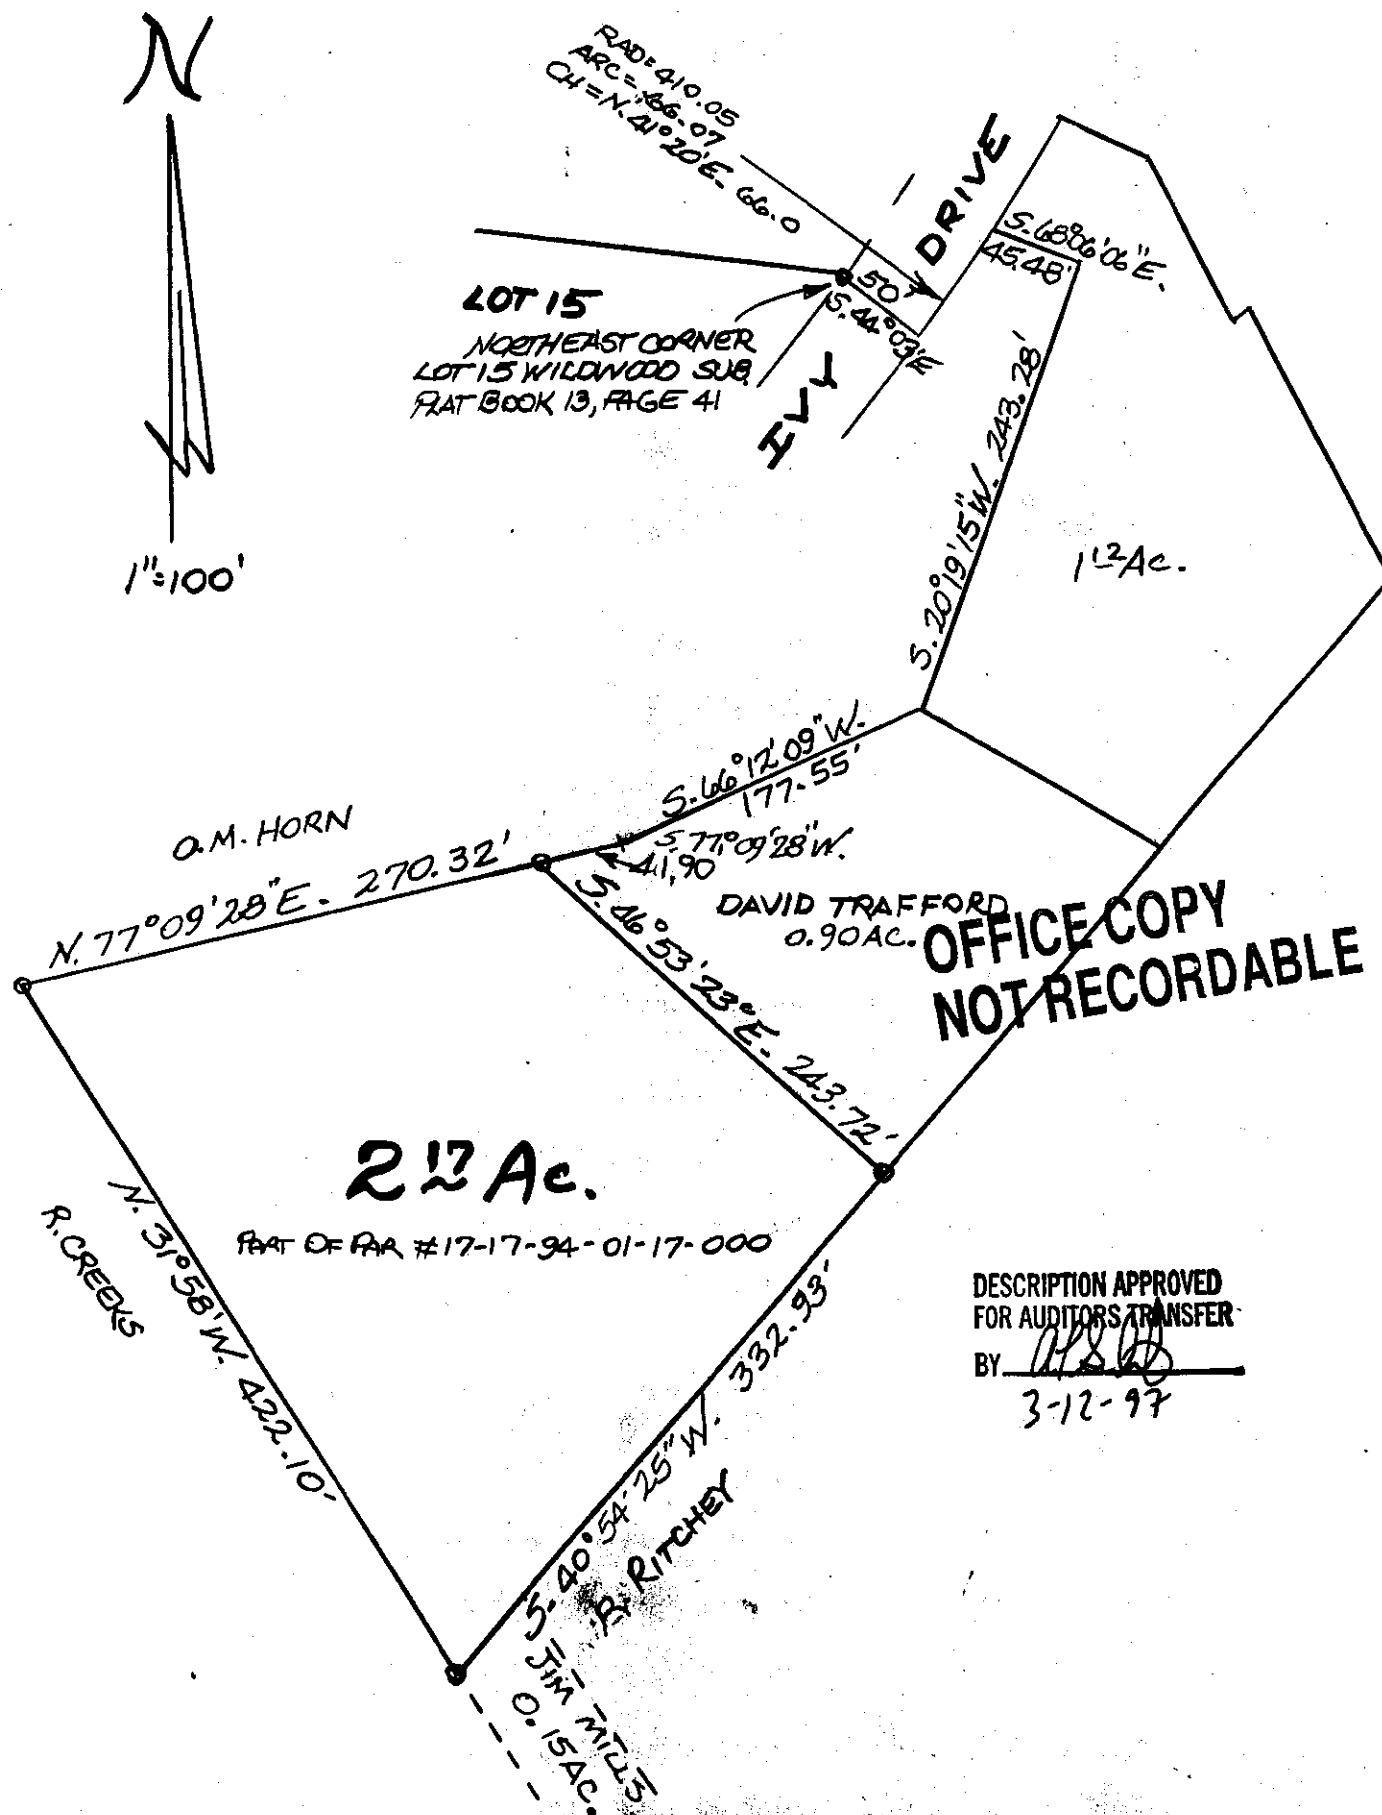 N
1"=100'
RAD=410.05
ARC=66.07
CH=N.41°20'E. 66.0
IVY DRIVE
50'
S.44°03'E
S.68°06'06"E.
45.48'
LOT 15
NORTHEAST CORNER
LOT 15 WILDWOOD SUB.
PLAT BOOK 13, PAGE 41
S.20°19'15"W. 243.28'
1 12 Ac.
S.66°12'09"W.
177.55'
S.77°09'28"W.
41.90
O.M. HORN
N.77°09'28"E. 270.32'
DAVID TRAFFORD
0.90 AC.
OFFICE COPY
NOT RECORDABLE
S.46°53'23"E. 243.72'
2 17 Ac.
PART OF PAR #17-17-94-01-17-000
R. CREEKS
N.31°58'W. 422.10'
S.40°54'25"W. 332.93'
R. RITCHEY
JIM MILLS
0.15 AC.
DESCRIPTION APPROVED
FOR AUDITORS TRANSFER
BY
3-12-97